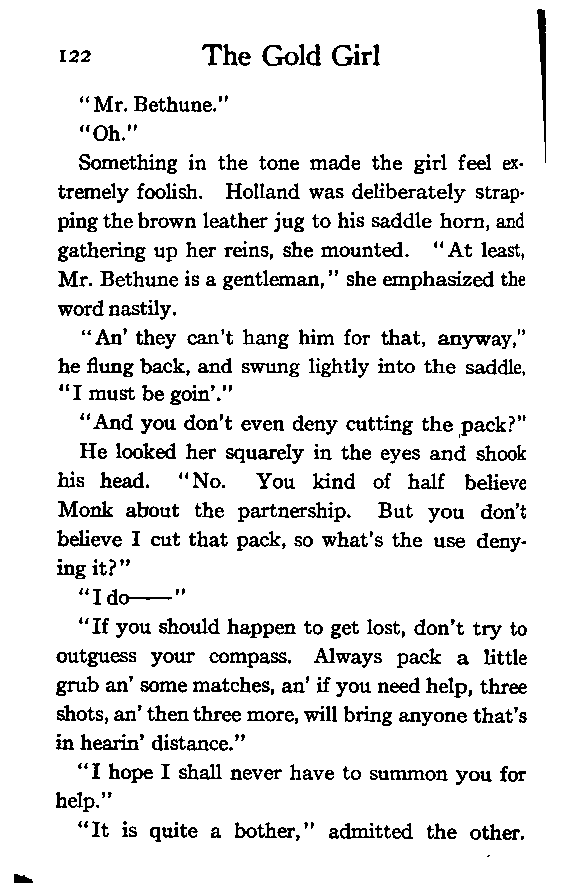 122 The Gold Girl
"Mr. Bethune."
"Oh."
Something in the tone made the girl feel ex-
tremely foolish. Holland was deliberately strap-
ping the brown leather jug to his saddle horn, and
gathering up her reins, she mounted. "At least,
Mr. Bethune is a gentleman," she emphasized the
word nastily.
"An' they can't hang him for that, anyway,"
he flung back, and swung lightly into the saddle,
"I must be goin'."
"And you don't even deny cutting the pack?"
He looked her squarely in the eyes and shook
his head. "No. You kind of half believe
Monk about the partnership. But you don't
believe I cut that pack, so what's the use deny-
ing it?"
"I do——"
"If you should happen to get lost, don't try to
outguess your compass. Always pack a little
grub an' some matches, an' if you need help, three
shots, an' then three more, will bring anyone that's
in hearin' distance."
"I hope I shall never have to summon you for
help."
"It is quite a bother," admitted the other.